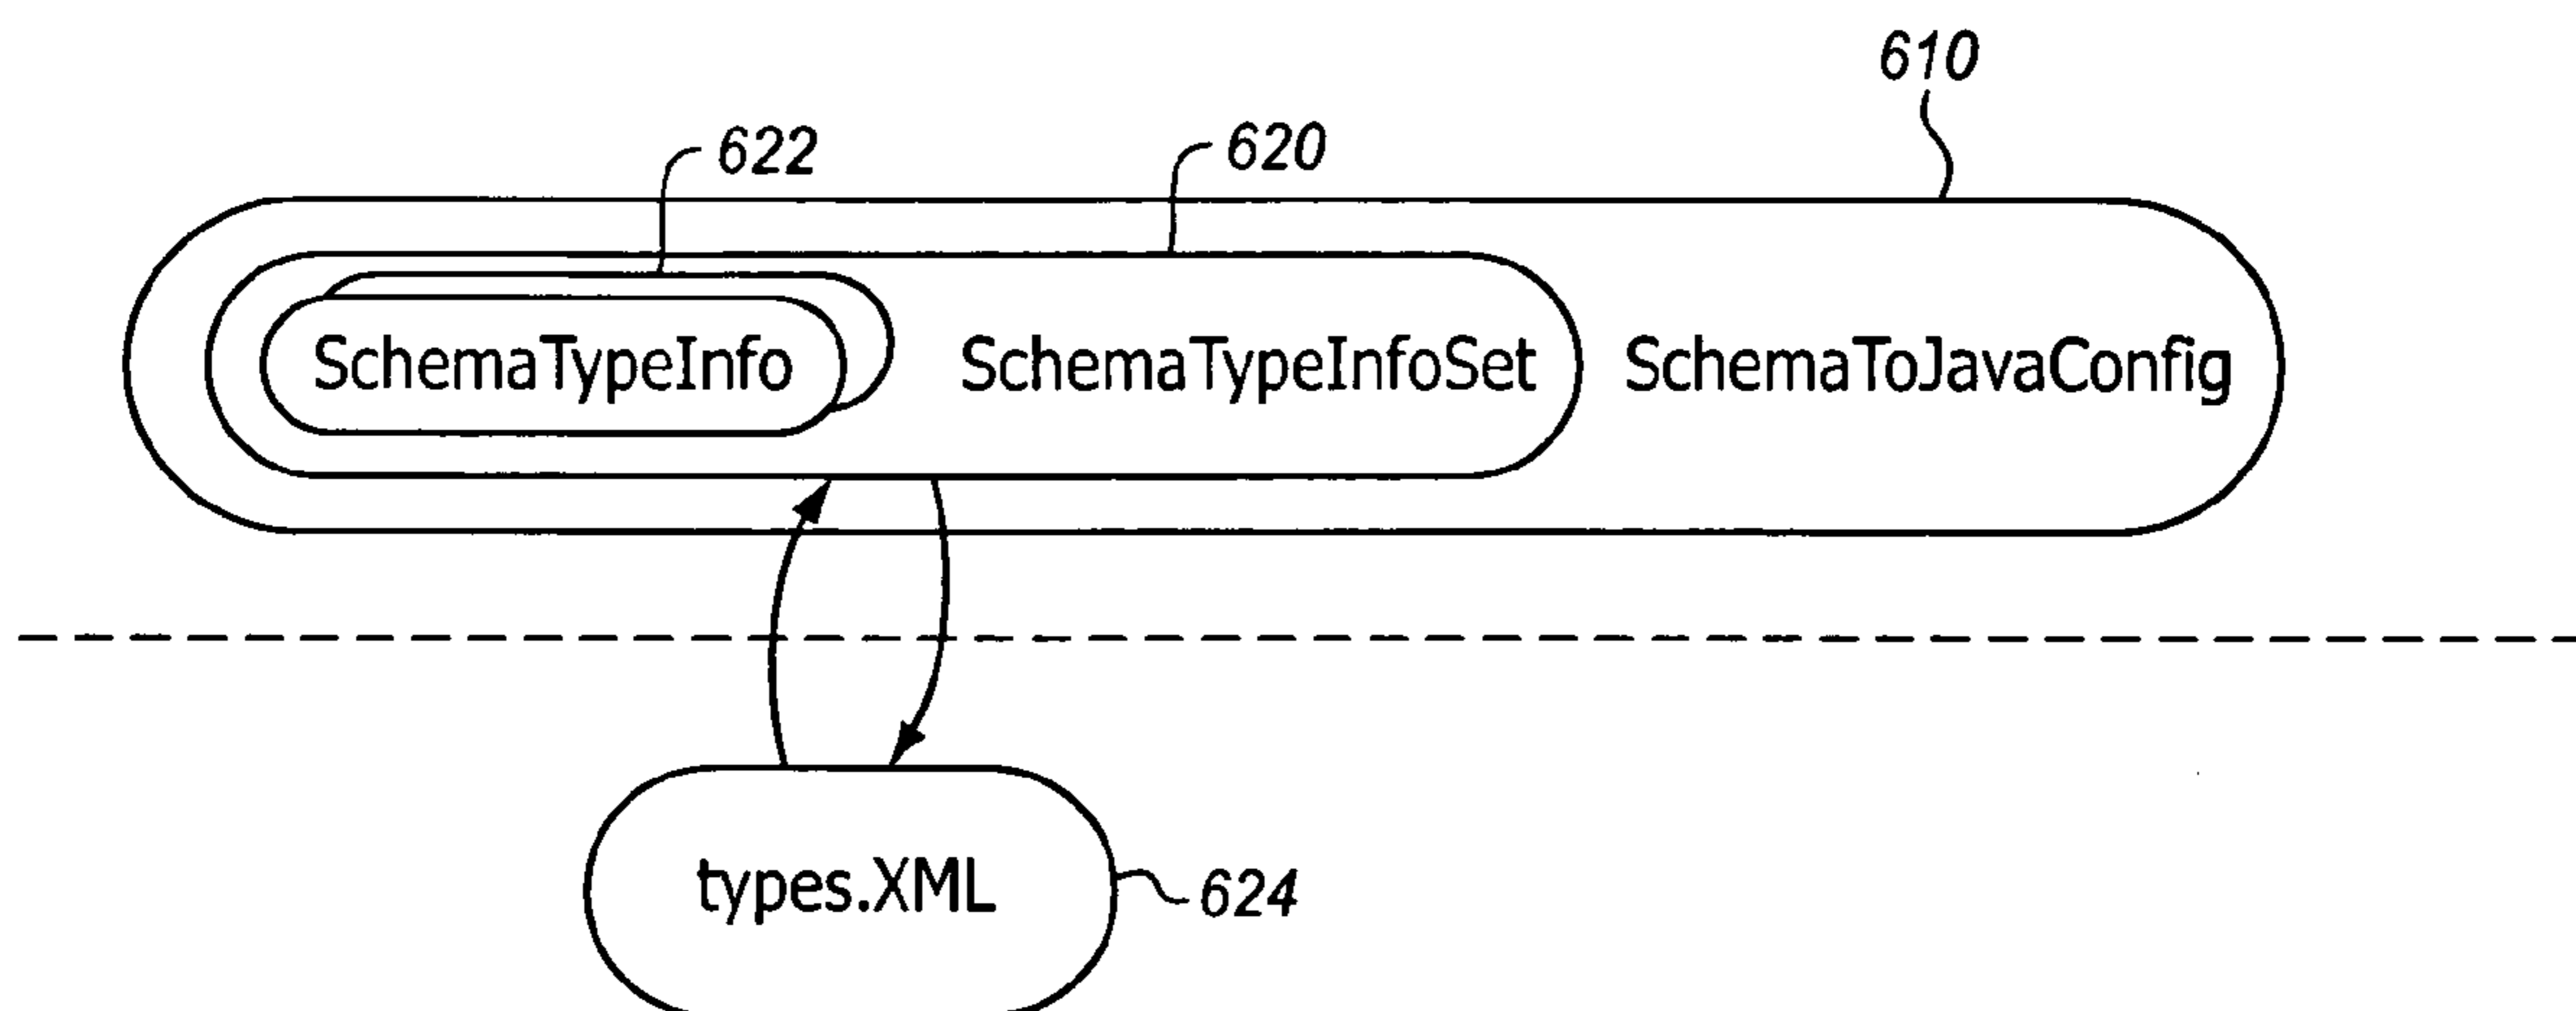 610
622
620
SchemaTypeInfo
SchemaTypeInfoSet
SchemaToJavaConfig
types.XML
624